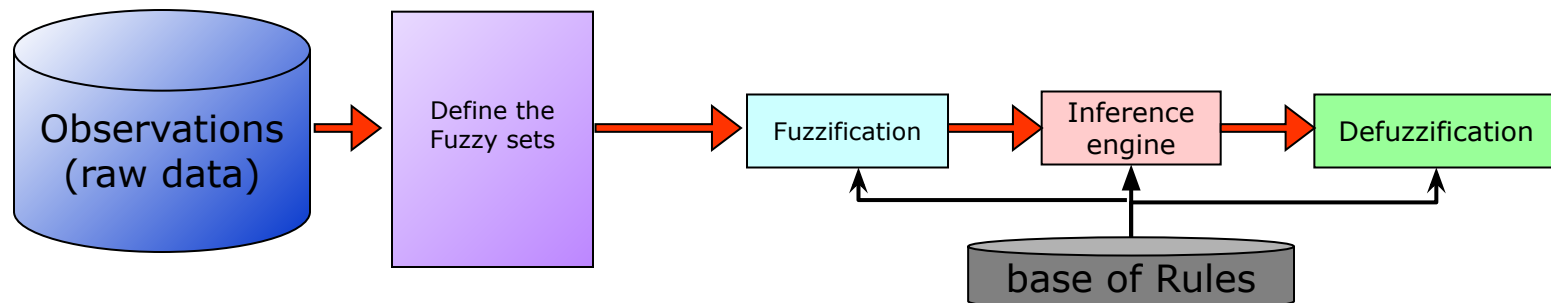 Observations
(raw data)
Define the
Fuzzy sets
Fuzzification
Inference
engine
Defuzzification
base of Rules